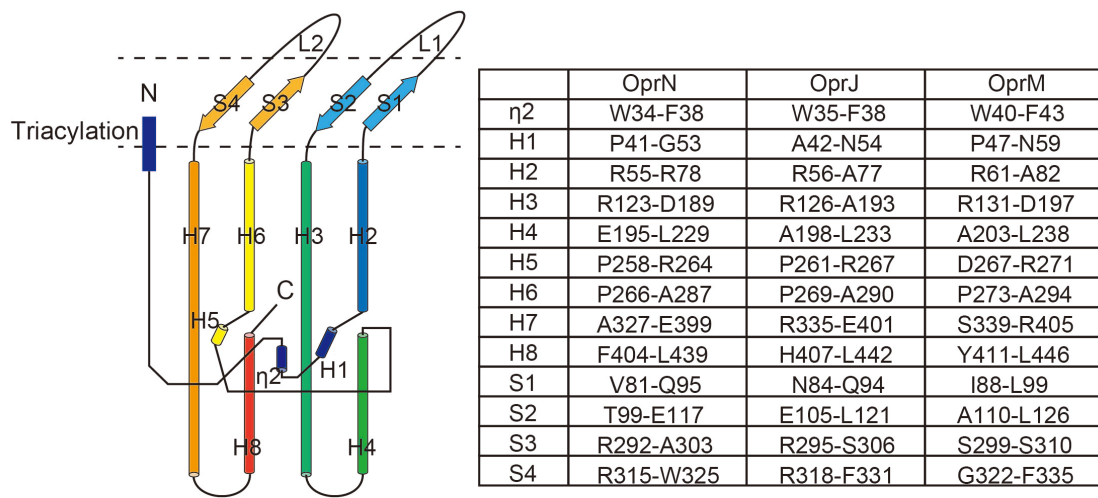 L2
L1
N
S4
S3
S2
S1
Triacylation
H7
H6
H3
H2
C
H5
η2
H1
H8
H4
OprN OprJ OprM
η2 W34-F38 W35-F38 W40-F43
H1 P41-G53 A42-N54 P47-N59
H2 R55-R78 R56-A77 R61-A82
H3 R123-D189 R126-A193 R131-D197
H4 E195-L229 A198-L233 A203-L238
H5 P258-R264 P261-R267 D267-R271
H6 P266-A287 P269-A290 P273-A294
H7 A327-E399 R335-E401 S339-R405
H8 F404-L439 H407-L442 Y411-L446
S1 V81-Q95 N84-Q94 I88-L99
S2 T99-E117 E105-L121 A110-L126
S3 R292-A303 R295-S306 S299-S310
S4 R315-W325 R318-F331 G322-F335